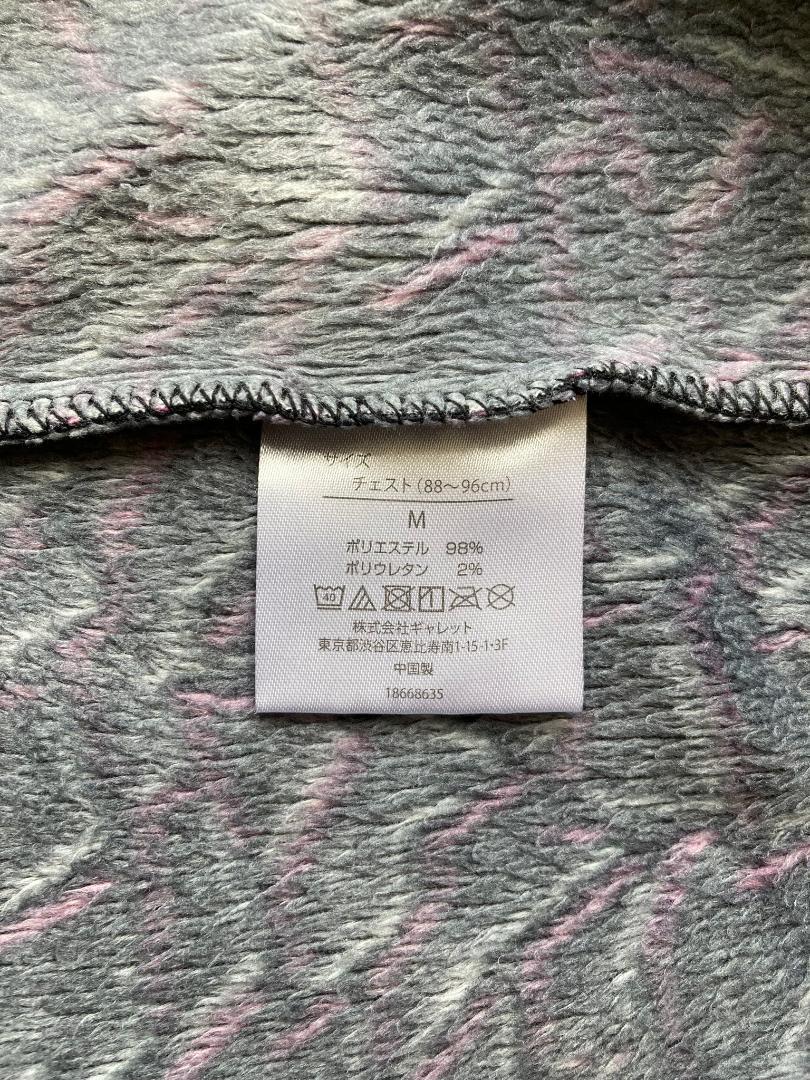 サイズ
チェスト（88〜96cm）
M
ポリエステル 98%
ポリウレタン 2%
40
株式会社ギャレット
東京都渋谷区恵比寿南1-15-1・3F
中国製
18668635